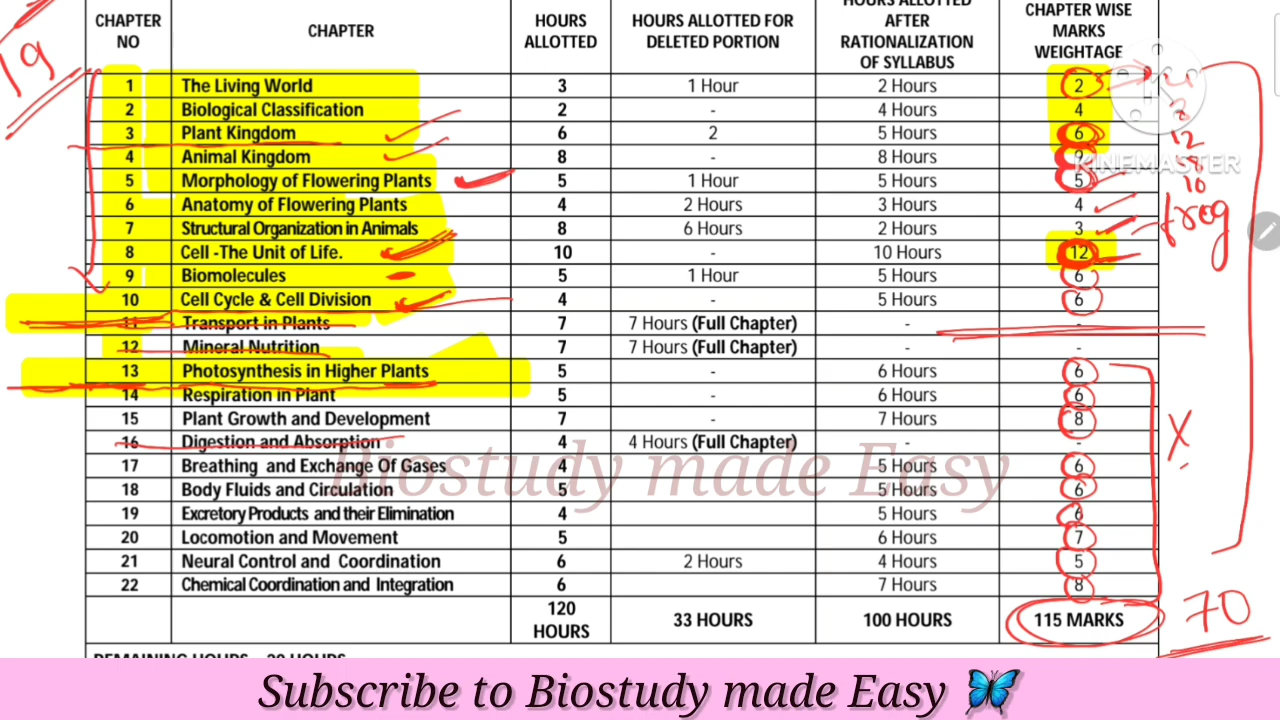 CHAPTER NO CHAPTER HOURS ALLOTTED HOURS ALLOTTED FOR DELETED PORTION HOURS ALLOTTED AFTER RATIONALIZATION OF SYLLABUS CHAPTER WISE MARKS WEIGHTAGE
19
1 The Living World 3 1 Hour 2 Hours 2
2 Biological Classification 2 - 4 Hours 4
3 Plant Kingdom 6 2 5 Hours 6
12
4 Animal Kingdom 8 - 8 Hours
KINEMASTER
5 Morphology of Flowering Plants 5 1 Hour 5 Hours 5
10
6 Anatomy of Flowering Plants 4 2 Hours 3 Hours 4
7 Structural Organization in Animals 8 6 Hours 2 Hours 3
frog
8 Cell -The Unit of Life. 10 - 10 Hours 12
9 Biomolecules 5 1 Hour 5 Hours 6
10 Cell Cycle & Cell Division 4 - 5 Hours 6
11 Transport in Plants 7 7 Hours (Full Chapter) - -
12 Mineral Nutrition 7 7 Hours (Full Chapter) - -
13 Photosynthesis in Higher Plants 5 - 6 Hours 6
14 Respiration in Plant 5 - 6 Hours 6
15 Plant Growth and Development 7 - 7 Hours 8
X
16 Digestion and Absorption 4 4 Hours (Full Chapter) - -
17 Breathing and Exchange Of Gases 4 5 Hours 6
Biostudy made Easy
18 Body Fluids and Circulation 5 5 Hours 6
19 Excretory Products and their Elimination 4 5 Hours 6
20 Locomotion and Movement 5 6 Hours 7
21 Neural Control and Coordination 6 2 Hours 4 Hours 5
22 Chemical Coordination and Integration 6 7 Hours 8
120 HOURS 33 HOURS 100 HOURS 115 MARKS
70
Subscribe to Biostudy made Easy